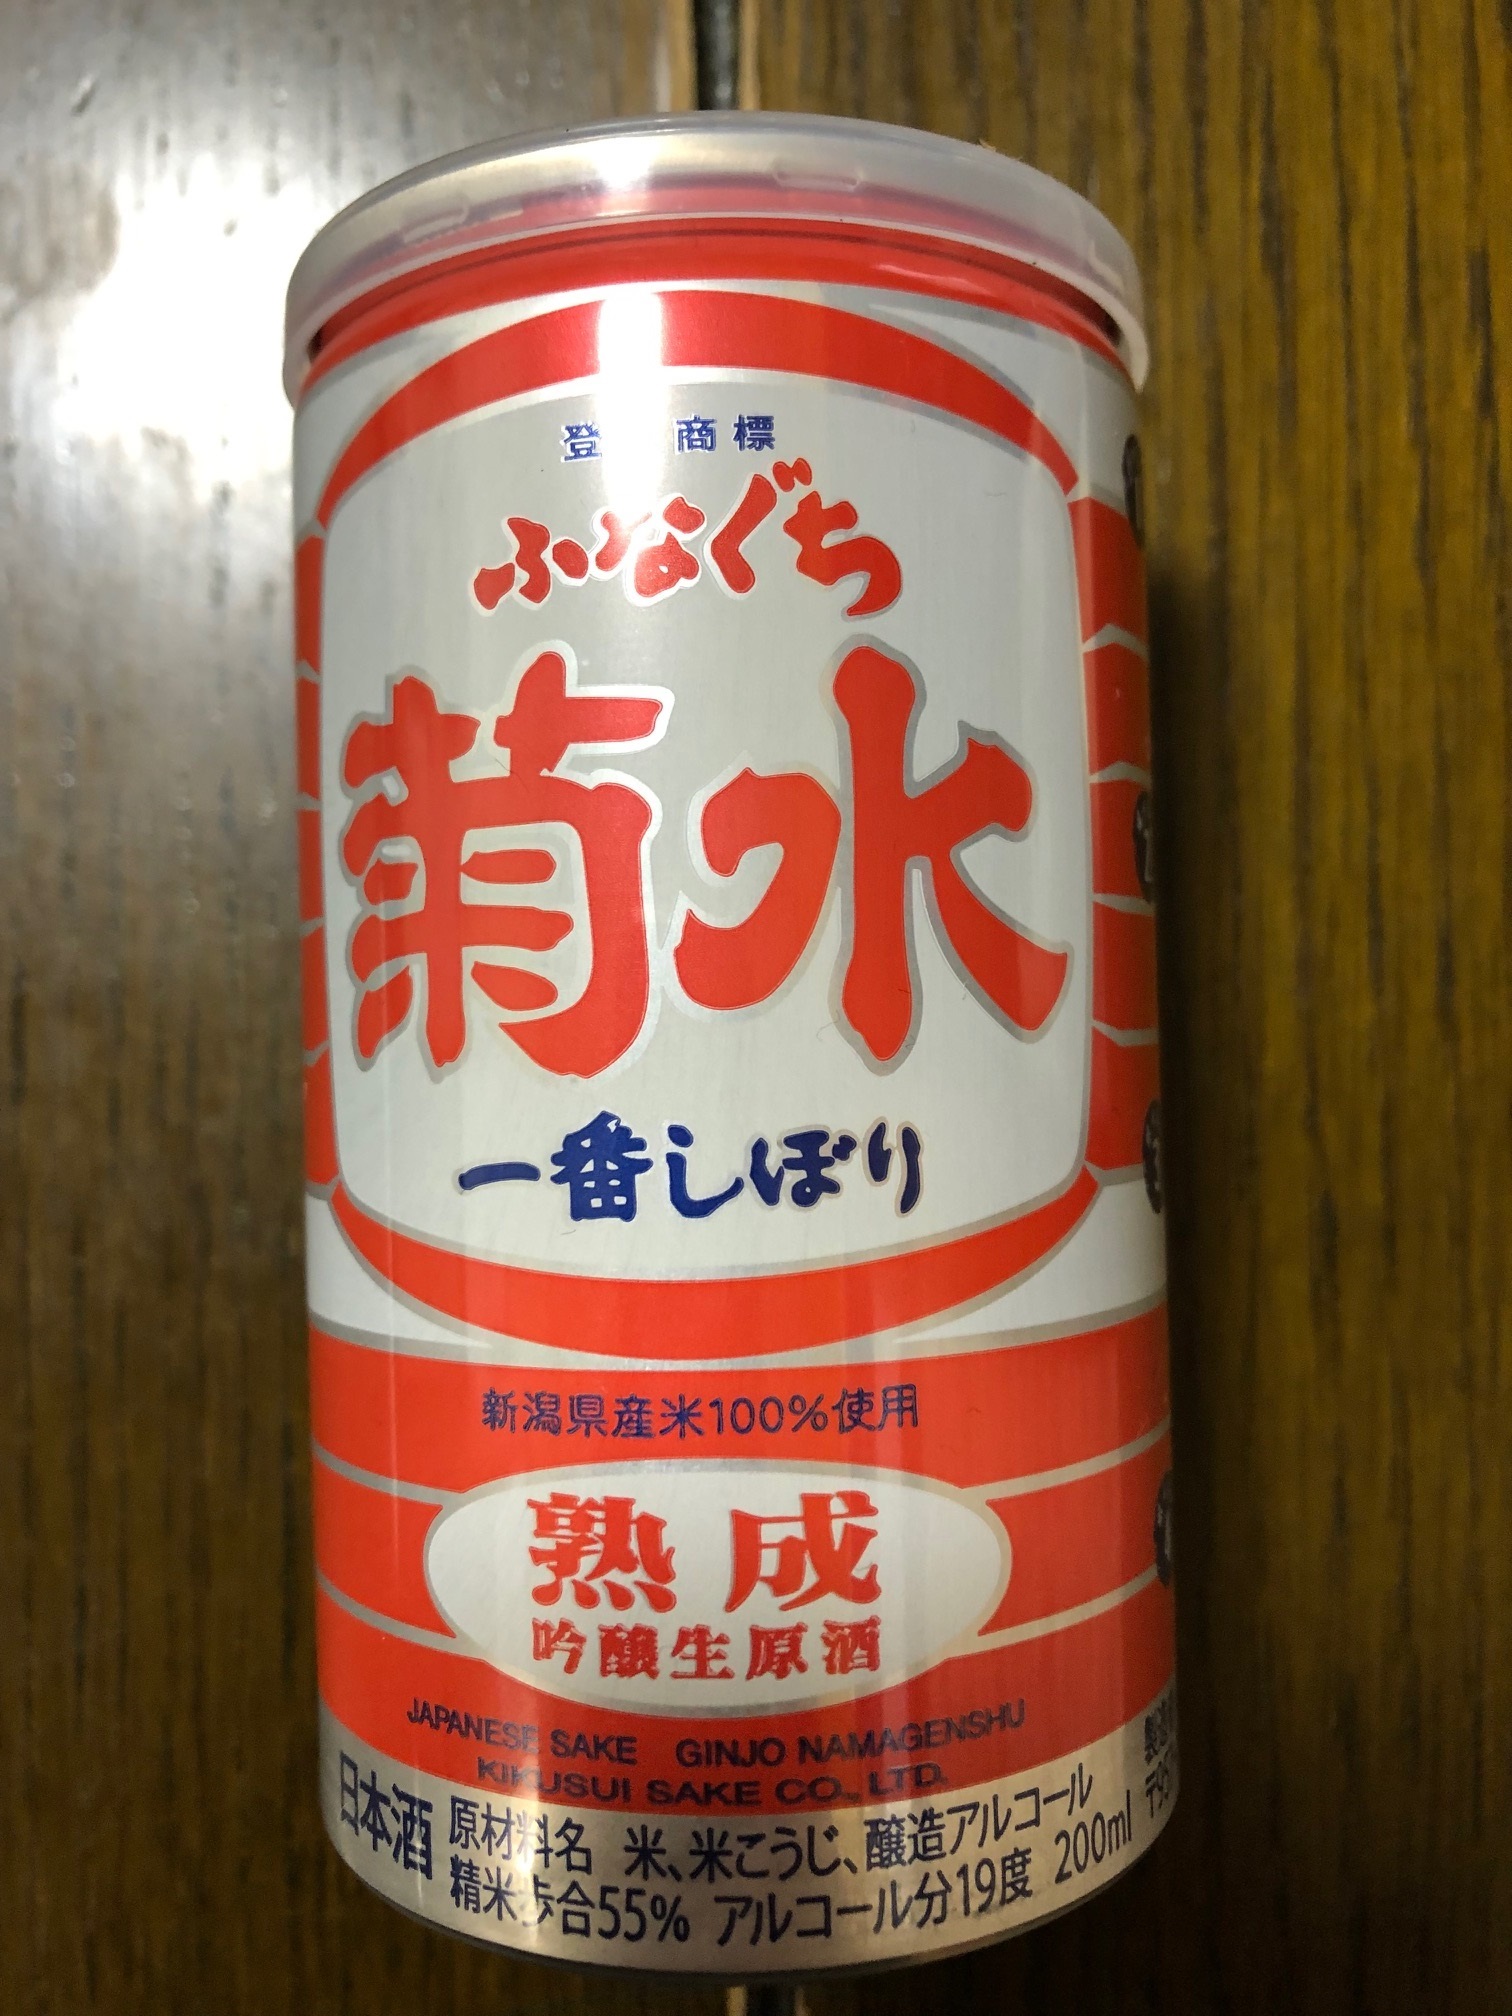 登 商標
ふなぐち
菊水
一番しぼり
新潟県産米100%使用
熟成
吟醸生原酒
JAPANESE SAKE GINJO NAMAGENSHU
KIKUSUI SAKE CO., LTD.
日本酒 原材料名 米、米こうじ、醸造アルコール
精米歩合55% アルコール分19度 200ml